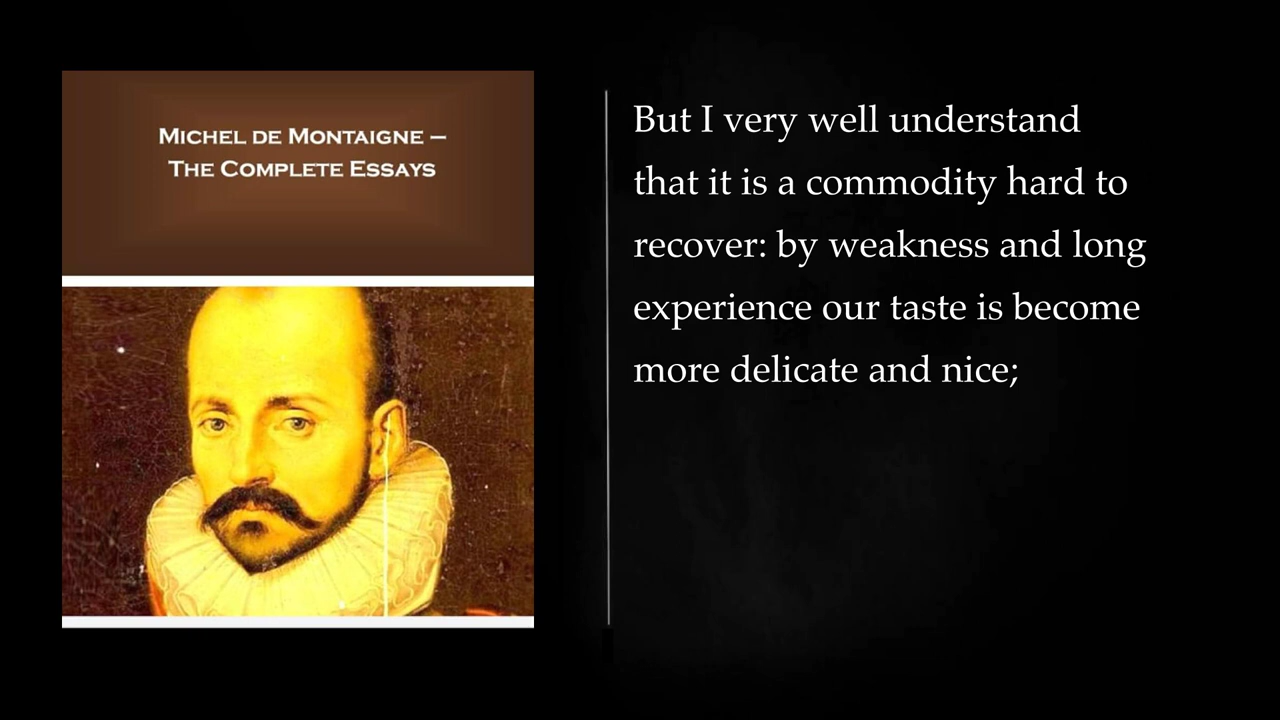 MICHEL DE MONTAIGNE –
THE COMPLETE ESSAYS
But I very well understand
that it is a commodity hard to
recover: by weakness and long
experience our taste is become
more delicate and nice;